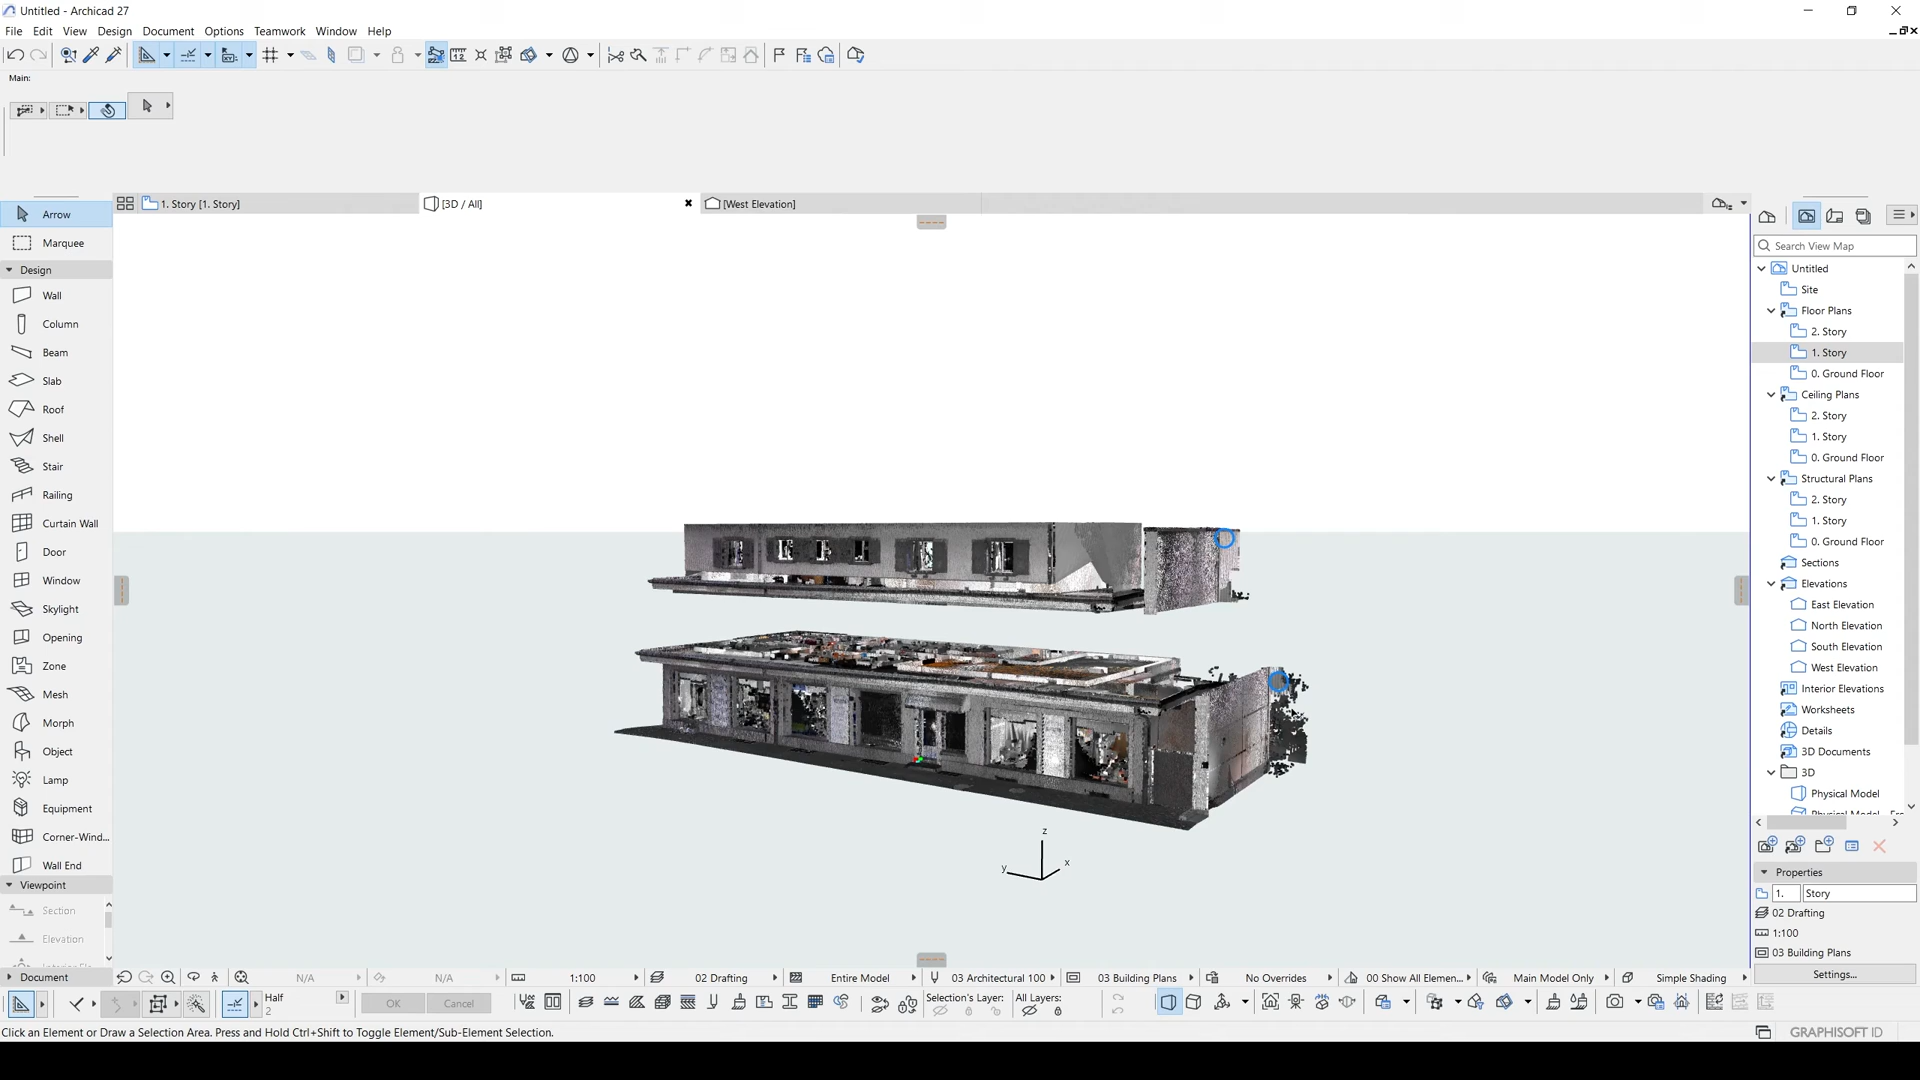 Untitled - Archicad 27
File Edit View Design Document Options Teamwork Window Help
Main:
1. Story [1. Story]
[3D / All]
[West Elevation]
Arrow
Marquee
Design
Wall
Column
Beam
Slab
Roof
Shell
Stair
Railing
Curtain Wall
Door
Window
Skylight
Opening
Zone
Mesh
Morph
Object
Lamp
Equipment
Corner-Wind...
Wall End
Viewpoint
Section
Elevation
Document
z
y
x
Search View Map
Untitled
Site
Floor Plans
2. Story
1. Story
0. Ground Floor
Ceiling Plans
2. Story
1. Story
0. Ground Floor
Structural Plans
2. Story
1. Story
0. Ground Floor
Sections
Elevations
East Elevation
North Elevation
South Elevation
West Elevation
Interior Elevations
Worksheets
Details
3D Documents
3D
Physical Model
Properties
1. Story
02 Drafting
1:100
03 Building Plans
Settings...
N/A N/A 1:100 02 Drafting Entire Model 03 Architectural 100 03 Building Plans No Overrides 00 Show All Elemen... Main Model Only Simple Shading
Half
2
OK Cancel
Selection's Layer: All Layers:
Click an Element or Draw a Selection Area. Press and Hold Ctrl+Shift to Toggle Element/Sub-Element Selection.
GRAPHISOFT ID